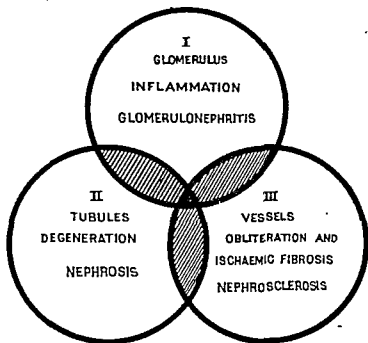 I
GLOMERULUS
INFLAMMATION
GLOMERULONEPHRITIS
II
TUBULES
DEGENERATION
NEPHROSIS
III
VESSELS
OBLITERATION AND
ISCHAEMIC FIBROSIS
NEPHROSCLEROSIS